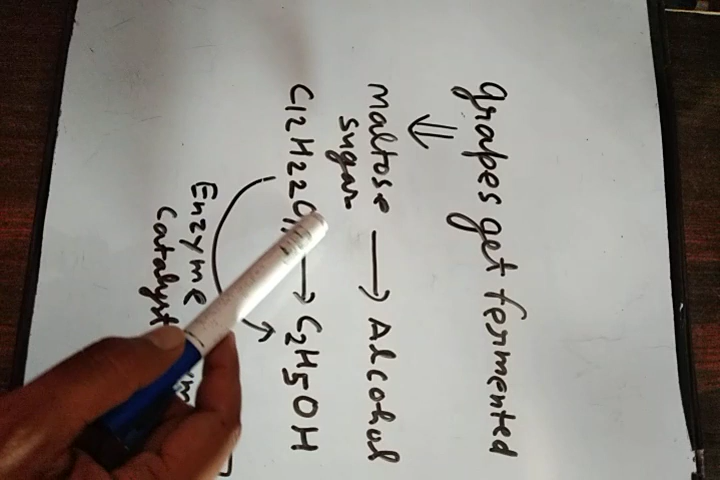 grapes get fermented
⇓
Maltose → Alcohol
sugar
C12H22O → C2H5OH
Enzyme
Catalyst